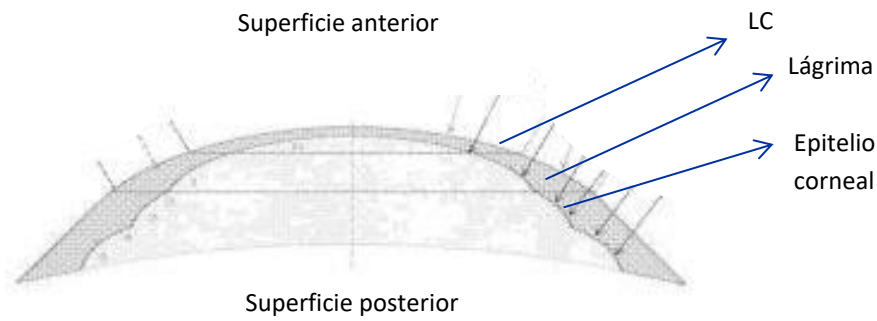 Superficie anterior
LC
Lágrima
Epitelio
corneal
Superficie posterior